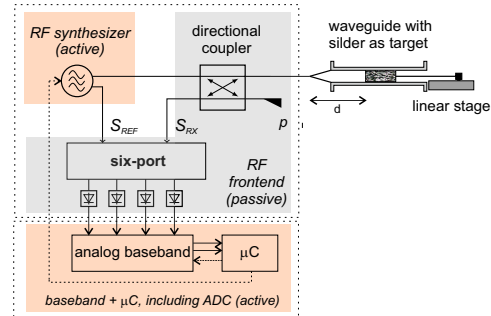 RF synthesizer
(active)
directional
coupler
waveguide with
silder as target
d
linear stage
S_REF
S_RX
p
six-port
RF
frontend
(passive)
analog baseband
μC
baseband + μC, including ADC (active)